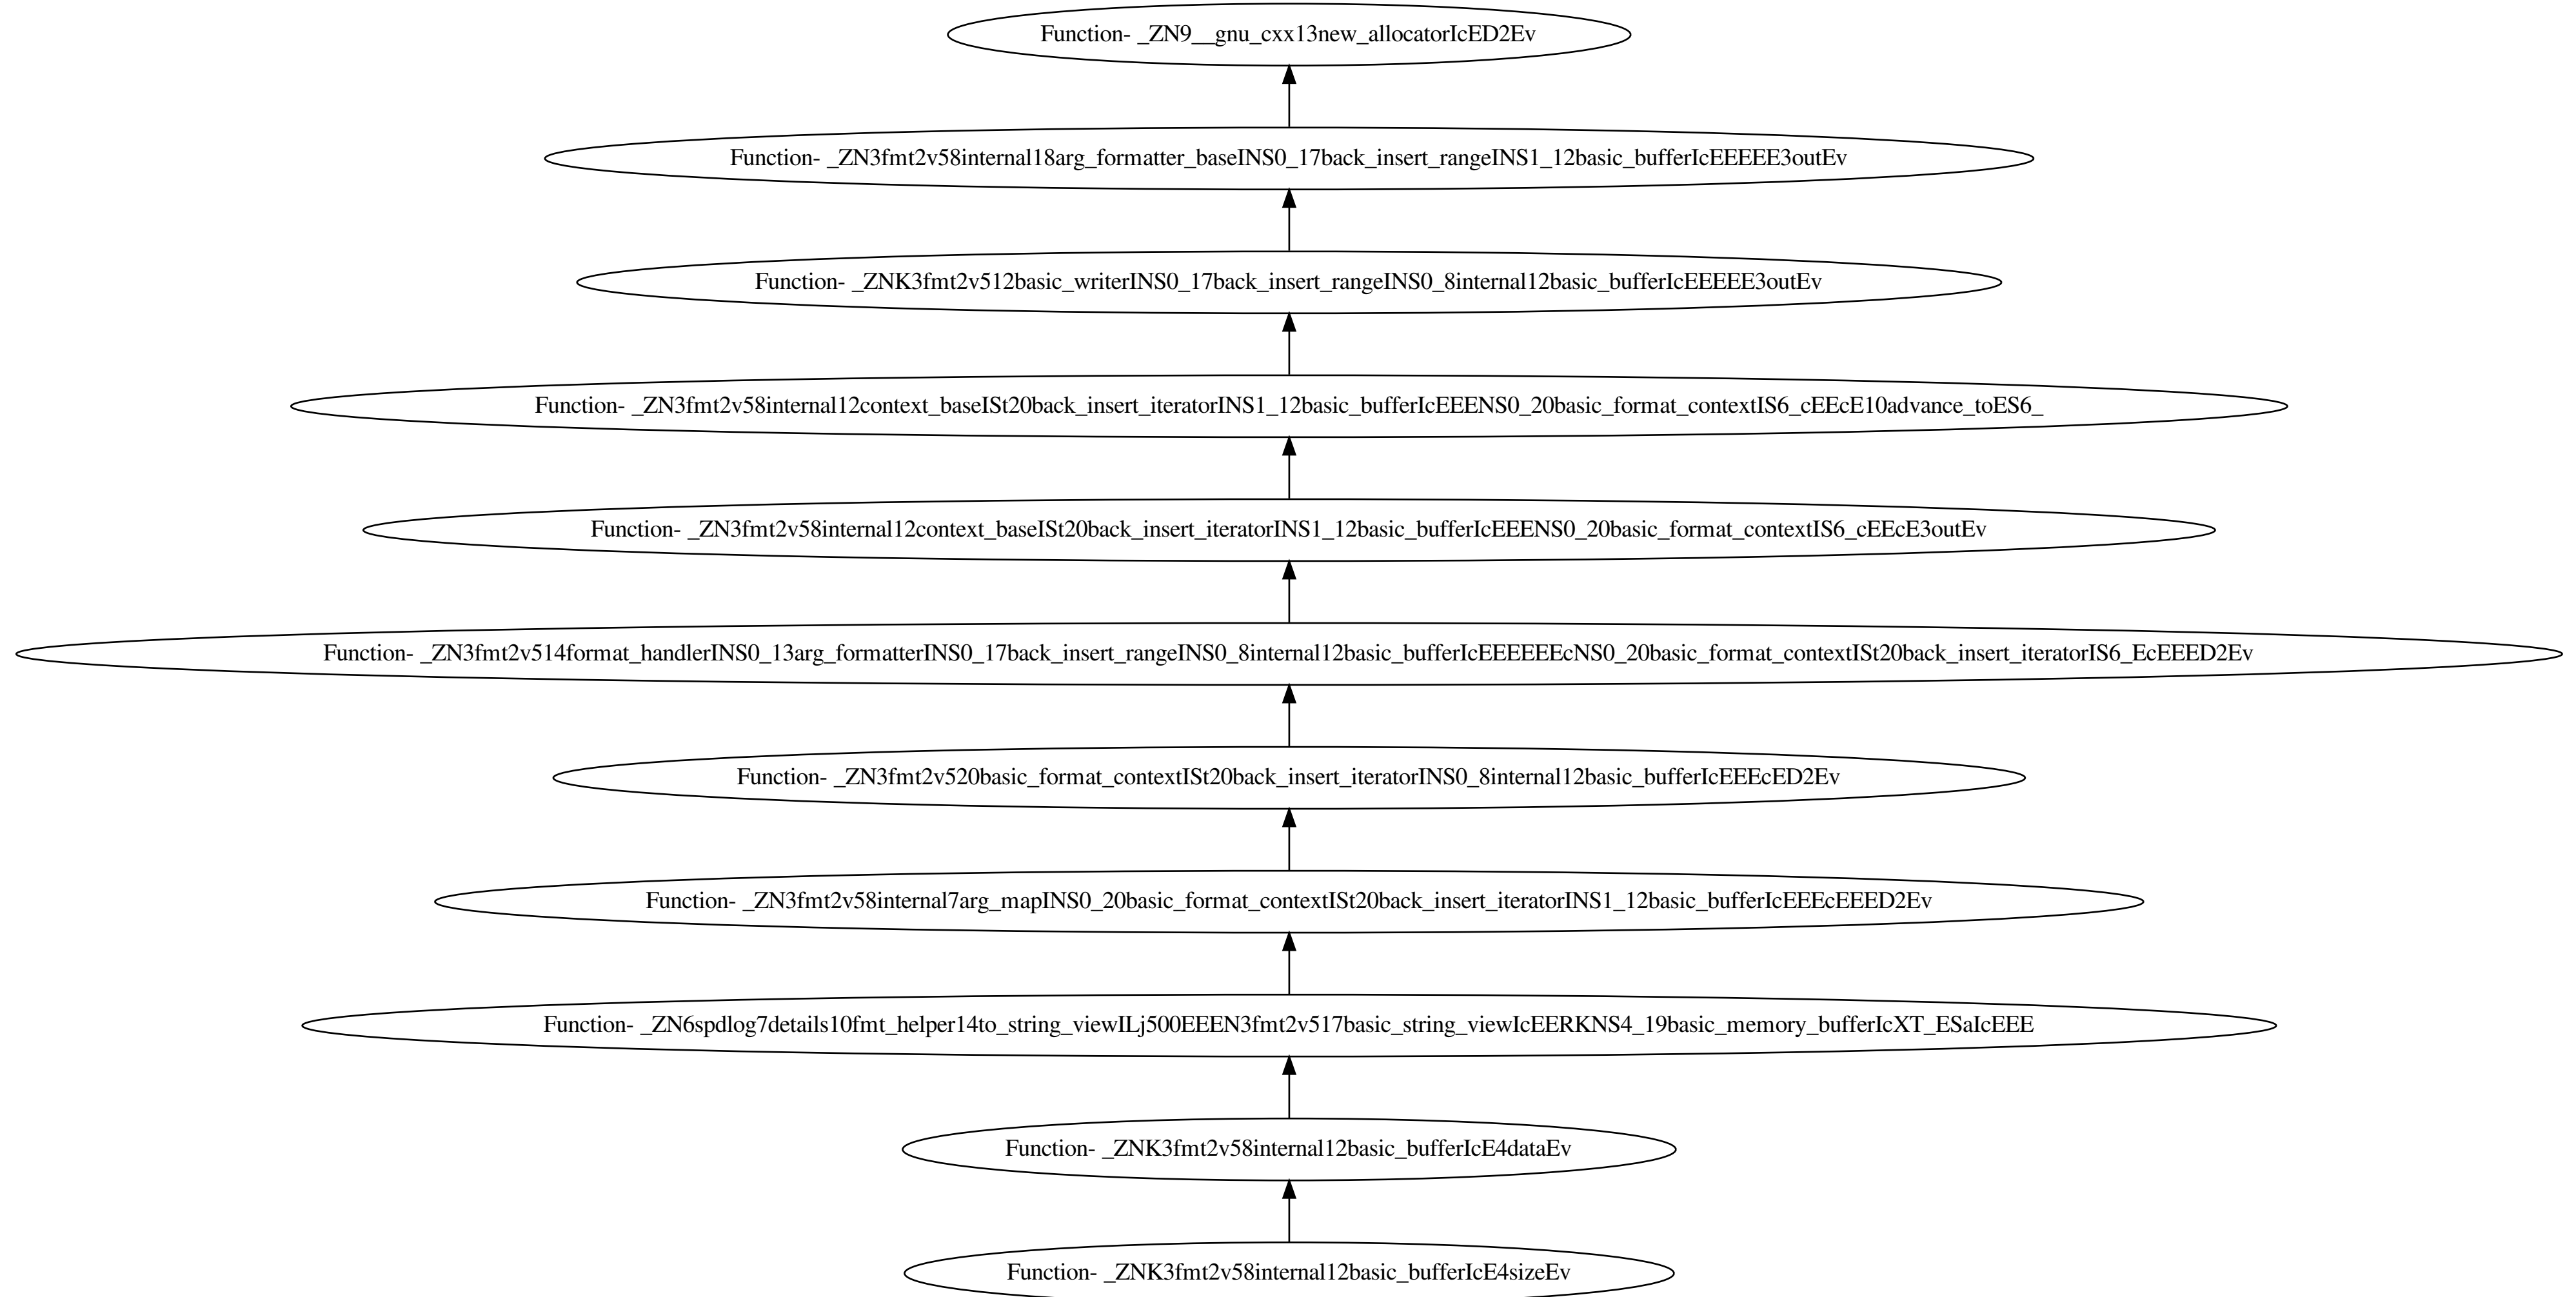 Function- _ZN9__gnu_cxx13new_allocatorIcED2Ev
Function- _ZN3fmt2v58internal18arg_formatter_baseINS0_17back_insert_rangeINS1_12basic_bufferIcEEEEE3outEv
Function- _ZNK3fmt2v512basic_writerINS0_17back_insert_rangeINS0_8internal12basic_bufferIcEEEEE3outEv
Function- _ZN3fmt2v58internal12context_baseISt20back_insert_iteratorINS1_12basic_bufferIcEEENS0_20basic_format_contextIS6_cEEcE10advance_toES6_
Function- _ZN3fmt2v58internal12context_baseISt20back_insert_iteratorINS1_12basic_bufferIcEEENS0_20basic_format_contextIS6_cEEcE3outEv
Function- _ZN3fmt2v514format_handlerINS0_13arg_formatterINS0_17back_insert_rangeINS0_8internal12basic_bufferIcEEEEEEcNS0_20basic_format_contextISt20back_insert_iteratorIS6_EcEEED2Ev
Function- _ZN3fmt2v520basic_format_contextISt20back_insert_iteratorINS0_8internal12basic_bufferIcEEEcED2Ev
Function- _ZN3fmt2v58internal7arg_mapINS0_20basic_format_contextISt20back_insert_iteratorINS1_12basic_bufferIcEEEcEEED2Ev
Function- _ZN6spdlog7details10fmt_helper14to_string_viewILj500EEEN3fmt2v517basic_string_viewIcEERKNS4_19basic_memory_bufferIcXT_ESaIcEEE
Function- _ZNK3fmt2v58internal12basic_bufferIcE4dataEv
Function- _ZNK3fmt2v58internal12basic_bufferIcE4sizeEv